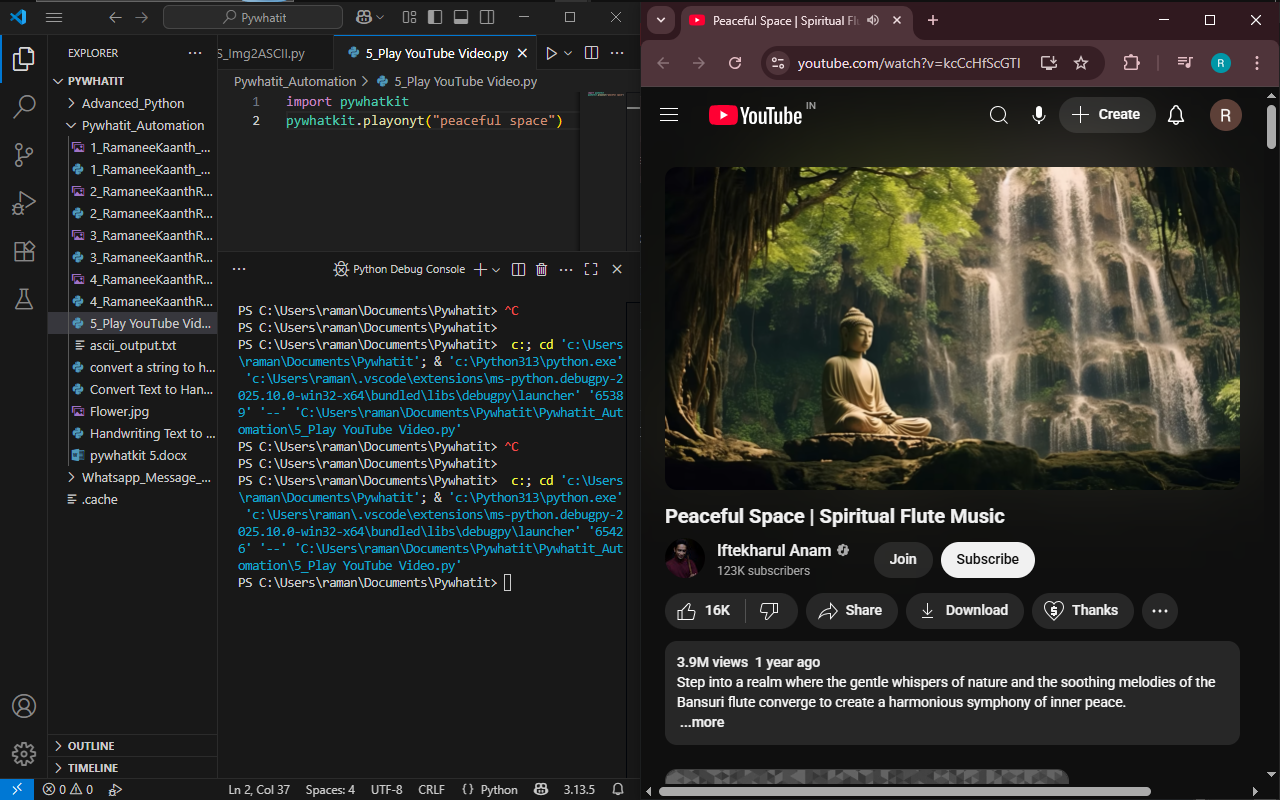 Pywhatit
EXPLORER
PYWHATIT
Advanced_Python
Pywhatit_Automation
1_RamaneeKaanth_...
1_RamaneeKaanth_...
2_RamaneeKaanthR...
2_RamaneeKaanthR...
3_RamaneeKaanthR...
3_RamaneeKaanthR...
4_RamaneeKaanthR...
4_RamaneeKaanthR...
5_Play YouTube Vid...
ascii_output.txt
convert a string to h...
Convert Text to Han...
Flower.jpg
Handwriting Text to ...
pywhatkit 5.docx
Whatsapp_Message_...
.cache
OUTLINE
TIMELINE
5_Img2ASCII.py
5_Play YouTube Video.py
Pywhatit_Automation > 5_Play YouTube Video.py
1 import pywhatkit
2 pywhatkit.playonyt("peaceful space")
Python Debug Console
PS C:\Users\raman\Documents\Pywhatit> ^C
PS C:\Users\raman\Documents\Pywhatit>
PS C:\Users\raman\Documents\Pywhatit>  c:; cd 'c:\Users
\raman\Documents\Pywhatit'; & 'c:\Python313\python.exe'
'c:\Users\raman\.vscode\extensions\ms-python.debugpy-2
025.10.0-win32-x64\bundled\libs\debugpy\launcher' '6538
9' '--' 'C:\Users\raman\Documents\Pywhatit\Pywhatit_Aut
omation\5_Play YouTube Video.py'
PS C:\Users\raman\Documents\Pywhatit> ^C
PS C:\Users\raman\Documents\Pywhatit>
PS C:\Users\raman\Documents\Pywhatit>  c:; cd 'c:\Users
\raman\Documents\Pywhatit'; & 'c:\Python313\python.exe'
'c:\Users\raman\.vscode\extensions\ms-python.debugpy-2
025.10.0-win32-x64\bundled\libs\debugpy\launcher' '6542
6' '--' 'C:\Users\raman\Documents\Pywhatit\Pywhatit_Aut
omation\5_Play YouTube Video.py'
PS C:\Users\raman\Documents\Pywhatit>
0 0
Ln 2, Col 37 Spaces: 4 UTF-8 CRLF {} Python 3.13.5
Peaceful Space | Spiritual Fl
youtube.com/watch?v=kcCcHfScGTI
R
YouTube IN
Create
R
Peaceful Space | Spiritual Flute Music
Iftekharul Anam
123K subscribers
Join
Subscribe
16K
Share
Download
Thanks
3.9M views 1 year ago
Step into a realm where the gentle whispers of nature and the soothing melodies of the
Bansuri flute converge to create a harmonious symphony of inner peace.
...more